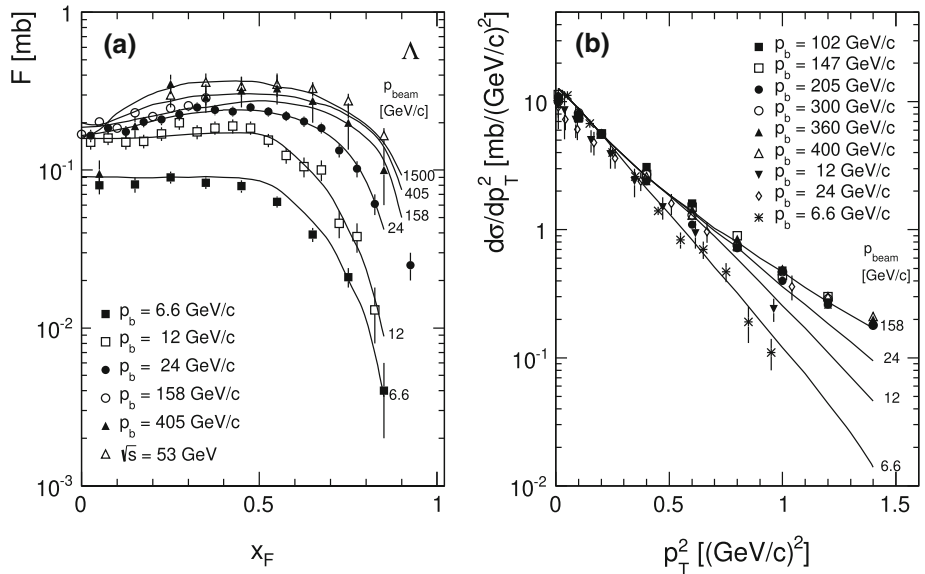 (a)
Λ
F [mb]
1
10⁻¹
10⁻²
10⁻³
p_beam
[GeV/c]
1500
405
158
24
12
6.6
p_b = 6.6 GeV/c
p_b = 12 GeV/c
p_b = 24 GeV/c
p_b = 158 GeV/c
p_b = 405 GeV/c
√s = 53 GeV
0 0.5 1
x_F
(b)
dσ/dp_T² [mb/(GeV/c)²]
10
1
10⁻¹
10⁻²
p_b = 102 GeV/c
p_b = 147 GeV/c
p_b = 205 GeV/c
p_b = 300 GeV/c
p_b = 360 GeV/c
p_b = 400 GeV/c
p_b = 12 GeV/c
p_b = 24 GeV/c
p_b = 6.6 GeV/c
p_beam
[GeV/c]
158
24
12
6.6
0 0.5 1 1.5
p_T² [(GeV/c)²]